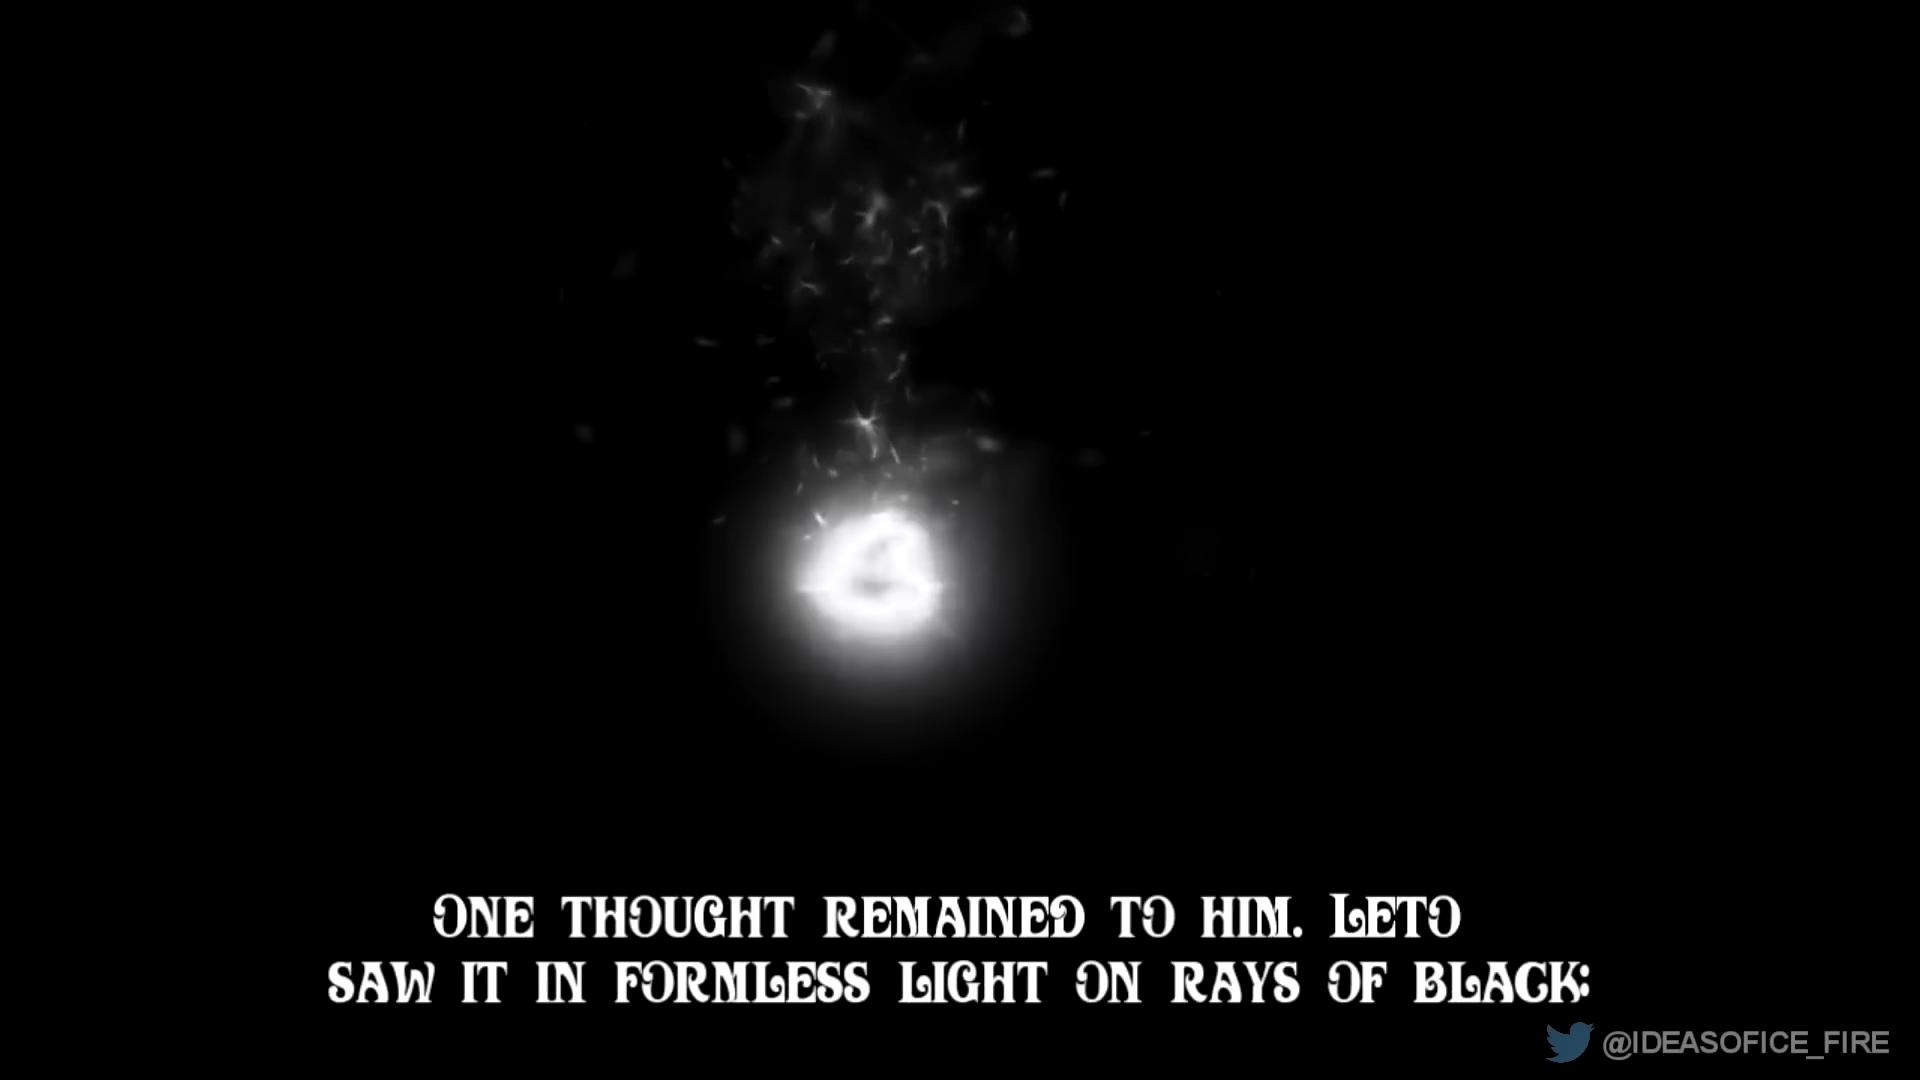 ONE THOUGHT REMAINED TO HIM. LETO
SAW IT IN FORMLESS LIGHT ON RAYS OF BLACK:
@IDEASOFICE_FIRE